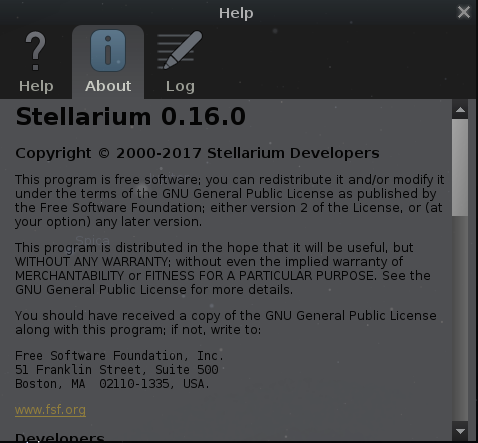 Help
Help
About
Log
Stellarium 0.16.0
Copyright © 2000-2017 Stellarium Developers
This program is free software; you can redistribute it and/or modify it
under the terms of the GNU General Public License as published by
the Free Software Foundation; either version 2 of the License, or (at
your option) any later version.
This program is distributed in the hope that it will be useful, but
WITHOUT ANY WARRANTY; without even the implied warranty of
MERCHANTABILITY or FITNESS FOR A PARTICULAR PURPOSE. See the
GNU General Public License for more details.
You should have received a copy of the GNU General Public License
along with this program; if not, write to:
Free Software Foundation, Inc.
51 Franklin Street, Suite 500
Boston, MA  02110-1335, USA.
www.fsf.org
Developers